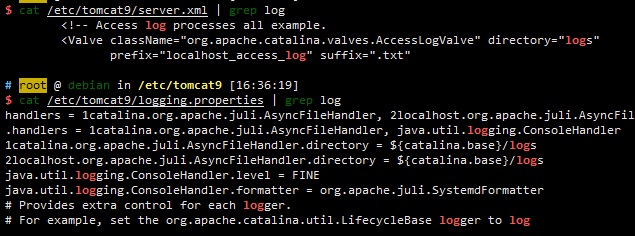 $ cat /etc/tomcat9/server.xml | grep log
<!-- Access log processes all example.
<Valve className="org.apache.catalina.valves.AccessLogValve" directory="logs"
prefix="localhost_access_log" suffix=".txt"
# root @ debian in /etc/tomcat9 [16:36:19]
$ cat /etc/tomcat9/logging.properties | grep log
handlers = 1catalina.org.apache.juli.AsyncFileHandler, 2localhost.org.apache.juli.AsyncFil
.handlers = 1catalina.org.apache.juli.AsyncFileHandler, java.util.logging.ConsoleHandler
1catalina.org.apache.juli.AsyncFileHandler.directory = ${catalina.base}/logs
2localhost.org.apache.juli.AsyncFileHandler.directory = ${catalina.base}/logs
java.util.logging.ConsoleHandler.level = FINE
java.util.logging.ConsoleHandler.formatter = org.apache.juli.SystemdFormatter
# Provides extra control for each logger.
# For example, set the org.apache.catalina.util.LifecycleBase logger to log